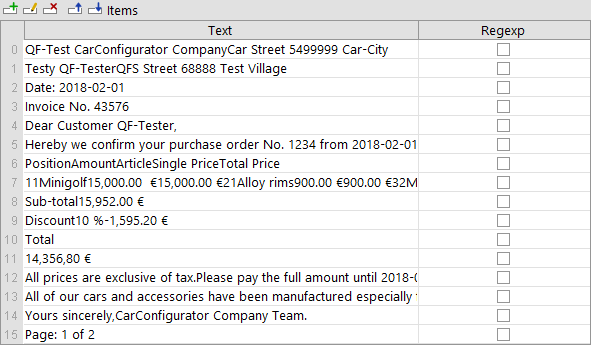 Items
Text Regexp
0 QF-Test CarConfigurator CompanyCar Street 5499999 Car-City
1 Testy QF-TesterQFS Street 68888 Test Village
2 Date: 2018-02-01
3 Invoice No. 43576
4 Dear Customer QF-Tester,
5 Hereby we confirm your purchase order No. 1234 from 2018-02-01
6 PositionAmountArticleSingle PriceTotal Price
7 11Minigolf15,000.00 €15,000.00 €21Alloy rims900.00 €900.00 €32M
8 Sub-total15,952.00 €
9 Discount10 %-1,595.20 €
10 Total
11 14,356,80 €
12 All prices are exclusive of tax.Please pay the full amount until 2018-0
13 All of our cars and accessories have been manufactured especially
14 Yours sincerely,CarConfigurator Company Team.
15 Page: 1 of 2